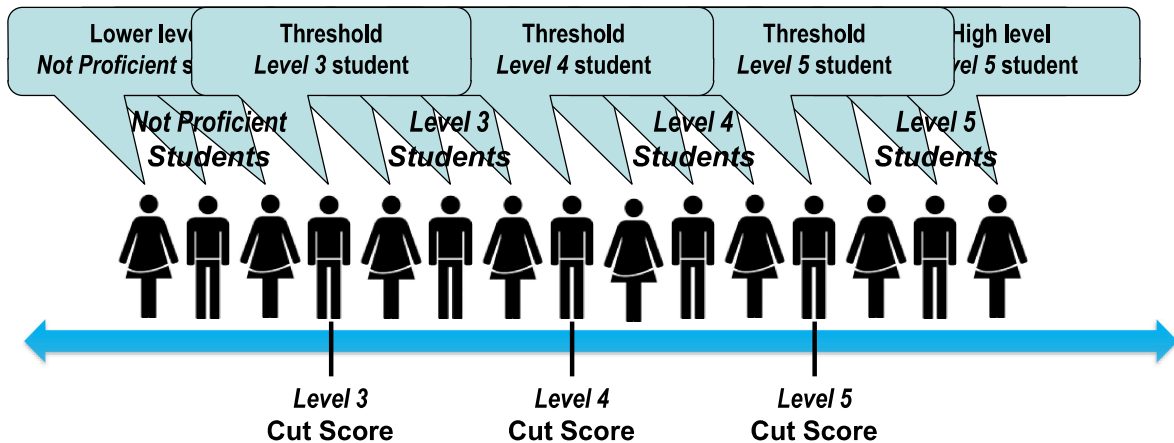 Lower leve
Not Proficient s
Threshold
Level 3 student
Threshold
Level 4 student
Threshold
Level 5 student
High level
vel 5 student
Not Proficient
Students
Level 3
Students
Level 4
Students
Level 5
Students
Level 3
Cut Score
Level 4
Cut Score
Level 5
Cut Score